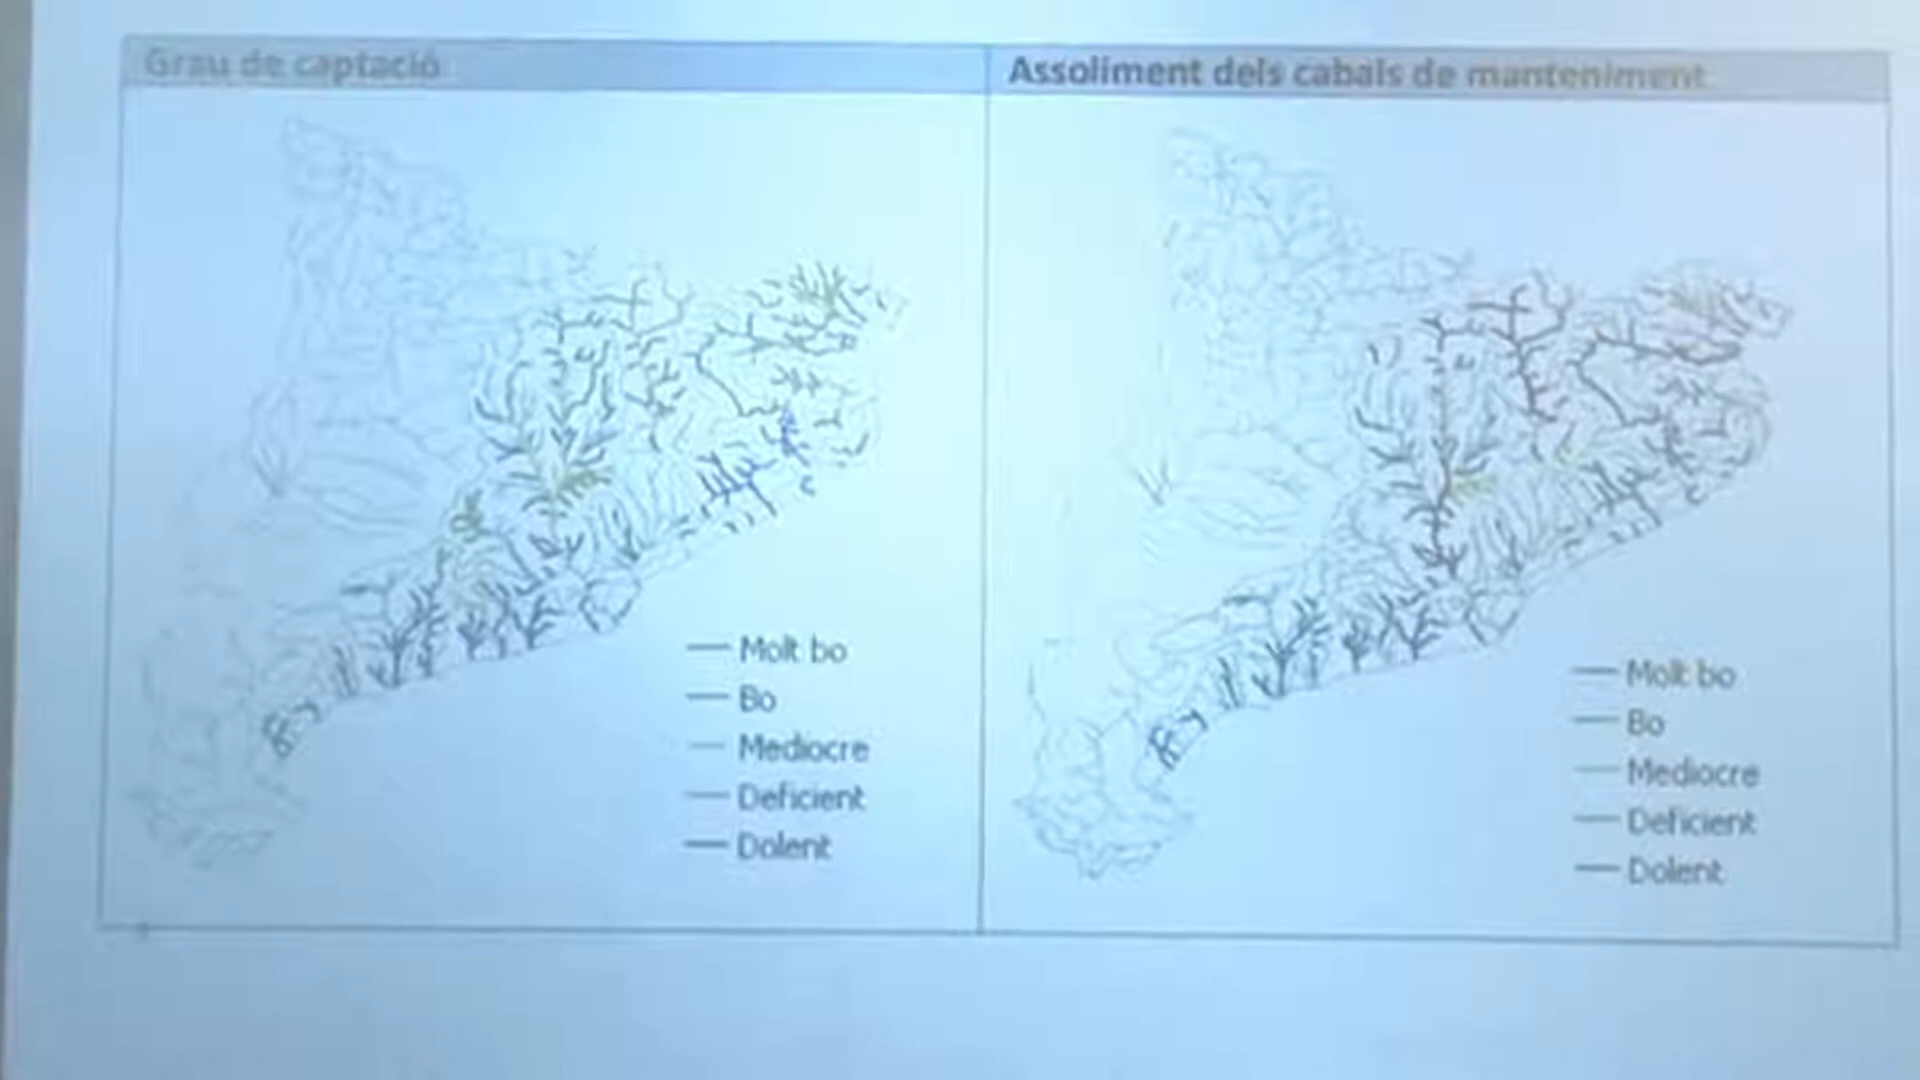 Grau de captació
Assoliment dels cabals de manteniment
Molt bo
Bo
Mediocre
Deficient
Dolent
Molt bo
Bo
Mediocre
Deficient
Dolent